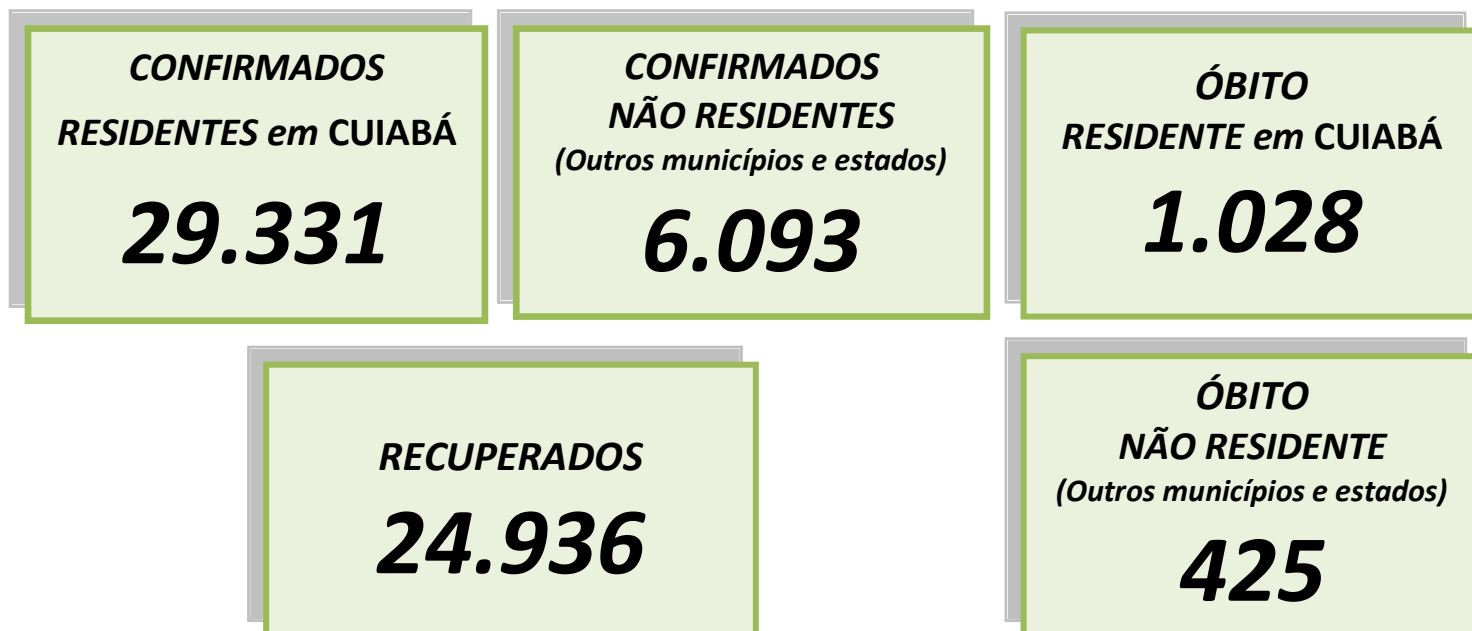 CONFIRMADOS
RESIDENTES em CUIABÁ
29.331
CONFIRMADOS
NÃO RESIDENTES
(Outros municípios e estados)
6.093
ÓBITO
RESIDENTE em CUIABÁ
1.028
RECUPERADOS
24.936
ÓBITO
NÃO RESIDENTE
(Outros municípios e estados)
425